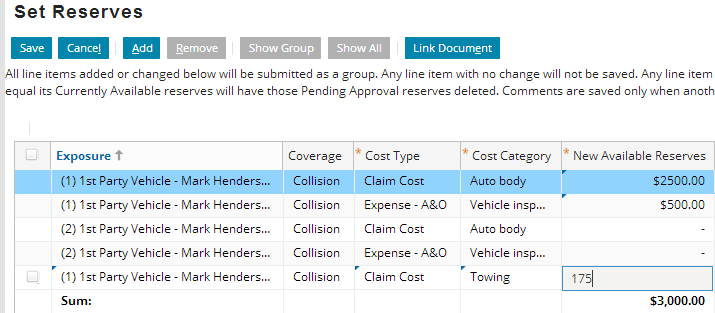 Set Reserves
Save Cancel Add Remove Show Group Show All Link Document
All line items added or changed below will be submitted as a group. Any line item with no change will not be saved. Any line item
equal its Currently Available reserves will have those Pending Approval reserves deleted. Comments are saved only when anoth
Exposure ↑ Coverage * Cost Type * Cost Category * New Available Reserves
(1) 1st Party Vehicle - Mark Henders... Collision Claim Cost Auto body $2500.00
(1) 1st Party Vehicle - Mark Henders... Collision Expense - A&O Vehicle insp... $500.00
(2) 1st Party Vehicle - Mark Henders... Collision Claim Cost Auto body -
(2) 1st Party Vehicle - Mark Henders... Collision Expense - A&O Vehicle insp... -
(1) 1st Party Vehicle - Mark Henders... Collision Claim Cost Towing 175
Sum: $3,000.00